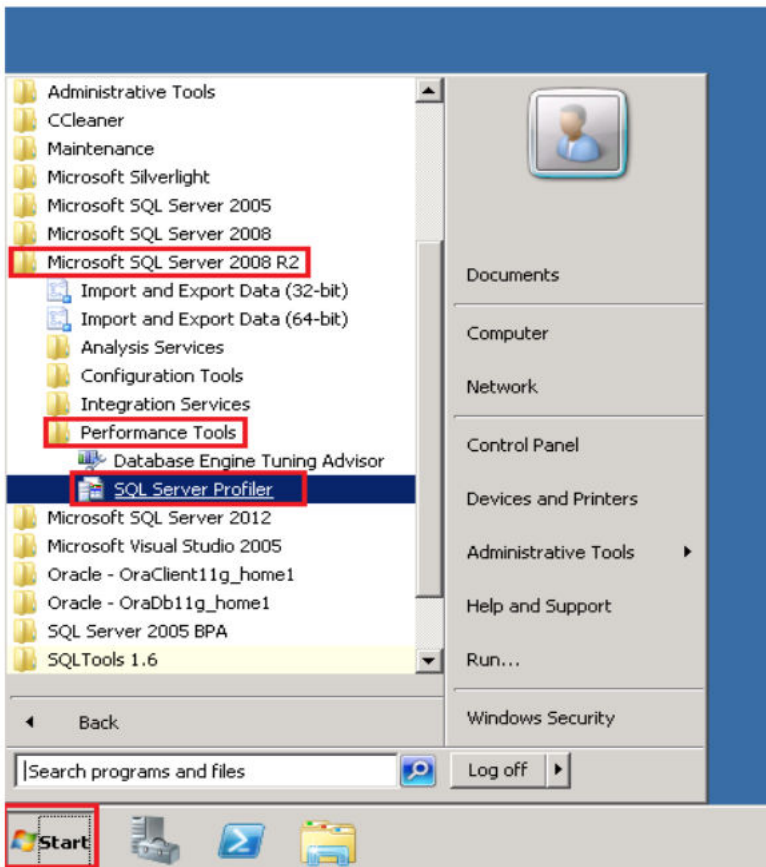 Administrative Tools
CCleaner
Maintenance
Microsoft Silverlight
Microsoft SQL Server 2005
Microsoft SQL Server 2008
Microsoft SQL Server 2008 R2
Import and Export Data (32-bit)
Import and Export Data (64-bit)
Analysis Services
Configuration Tools
Integration Services
Performance Tools
Database Engine Tuning Advisor
SQL Server Profiler
Microsoft SQL Server 2012
Microsoft Visual Studio 2005
Oracle - OraClient11g_home1
Oracle - OraDb11g_home1
SQL Server 2005 BPA
SQLTools 1.6
Back
Search programs and files
Documents
Computer
Network
Control Panel
Devices and Printers
Administrative Tools
Help and Support
Run...
Windows Security
Log off
Start